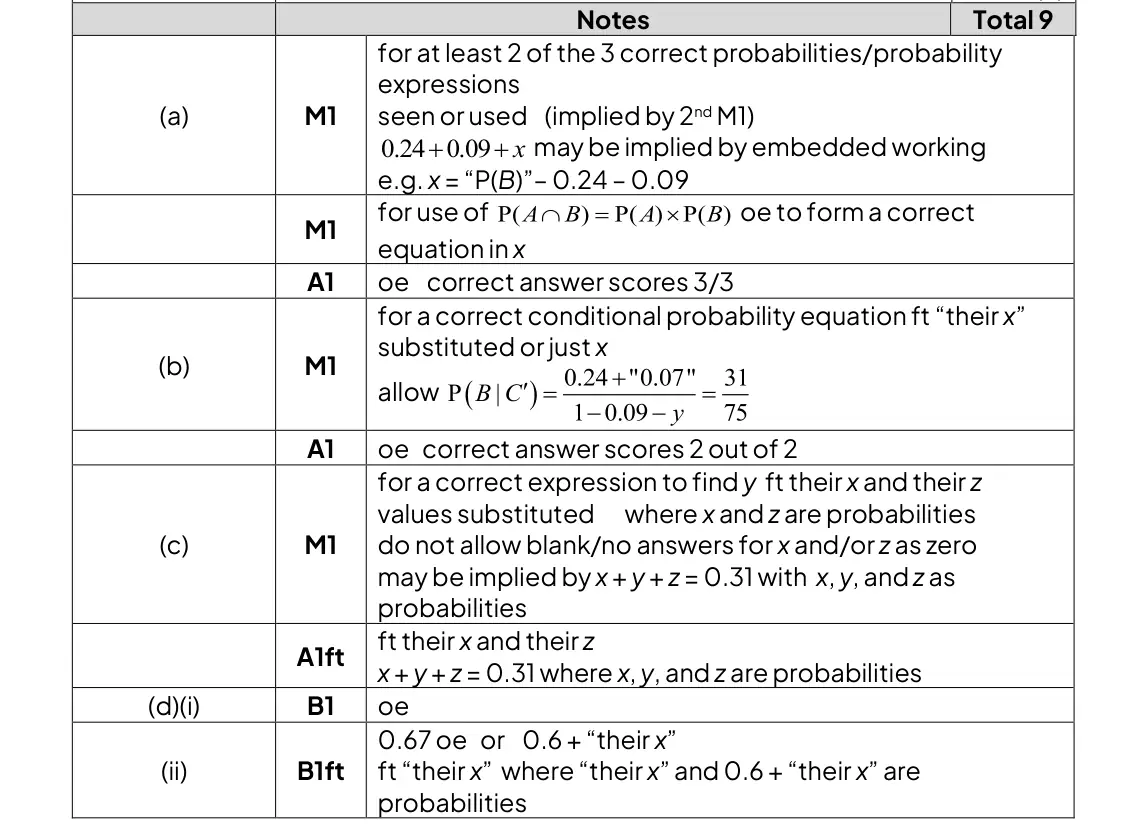 Notes Total 9
for at least 2 of the 3 correct probabilities/probability
expressions
(a) M1 seen or used (implied by 2nd M1)
0.24+0.09+x may be implied by embedded working
e.g. x = “P(B)”– 0.24 – 0.09
M1 for use of P(A∩B)=P(A)×P(B) oe to form a correct
equation in x
A1 oe correct answer scores 3/3
for a correct conditional probability equation ft “their x”
substituted or just x
(b) M1 allow P(B|C′)= (0.24+"0.07")/(1−0.09−y) = 31/75
A1 oe correct answer scores 2 out of 2
for a correct expression to find y ft their x and their z
values substituted where x and z are probabilities
(c) M1 do not allow blank/no answers for x and/or z as zero
may be implied by x + y + z = 0.31 with x, y, and z as
probabilities
A1ft ft their x and their z
x + y + z = 0.31 where x, y, and z are probabilities
(d)(i) B1 oe
0.67 oe or 0.6 + “their x”
(ii) B1ft ft “their x” where “their x” and 0.6 + “their x” are
probabilities